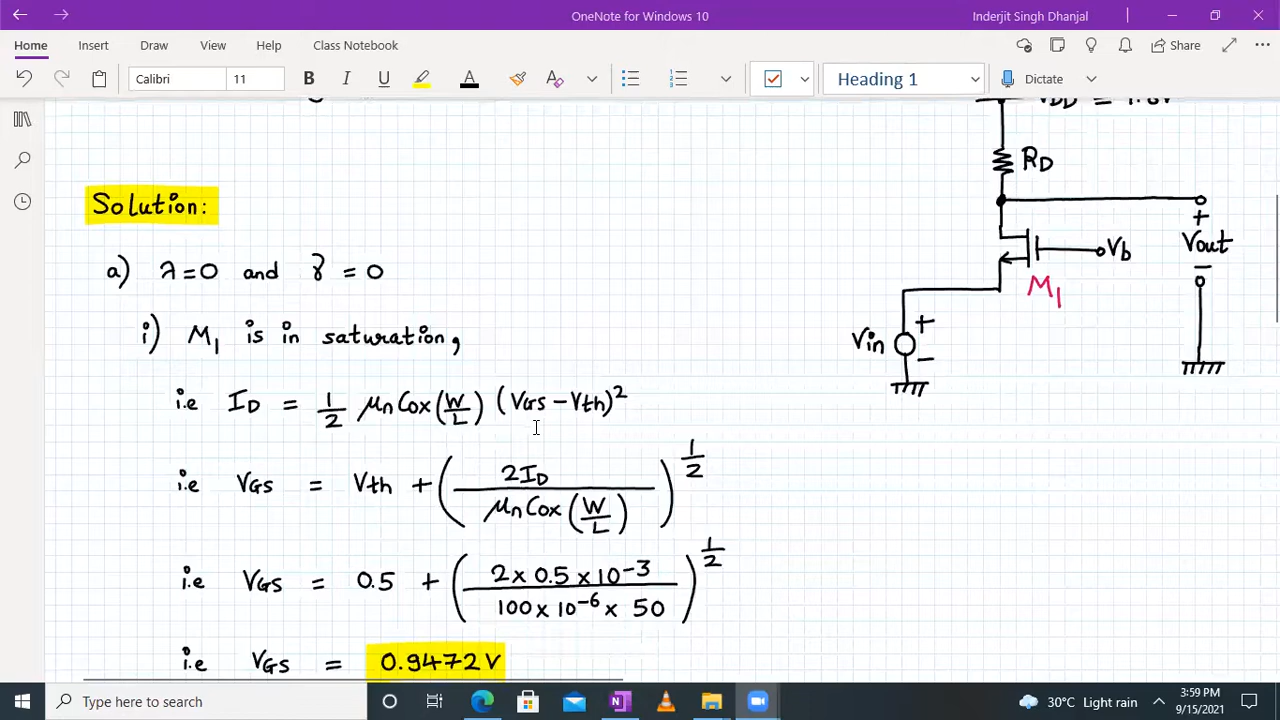 OneNote for Windows 10
Inderjit Singh Dhanjal
Home Insert Draw View Help Class Notebook
Share
Calibri 11 B I U A Heading 1 Dictate
VDD = 1.8V
RD
Solution:
Vout
+
-
Vb
M1
a) λ=0 and γ = 0
Vin
+
-
i) M1 is in saturation,
i.e ID = 1/2 μnCox(W/L) (VGS - Vth)^2
i.e VGS = Vth + (2ID / μnCox(W/L))^1/2
i.e VGS = 0.5 + (2 x 0.5 x 10^-3 / 100 x 10^-6 x 50)^1/2
i.e VGS = 0.9472 V
Type here to search
30°C Light rain
3:59 PM
9/15/2021